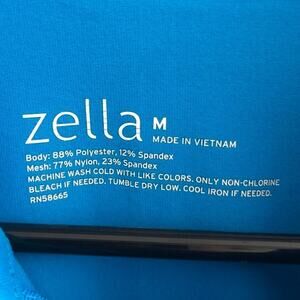 zella M
MADE IN VIETNAM
Body: 88% Polyester, 12% Spandex
Mesh: 77% Nylon, 23% Spandex
MACHINE WASH COLD WITH LIKE COLORS. ONLY NON-CHLORINE
BLEACH IF NEEDED. TUMBLE DRY LOW. COOL IRON IF NEEDED.
RN58665